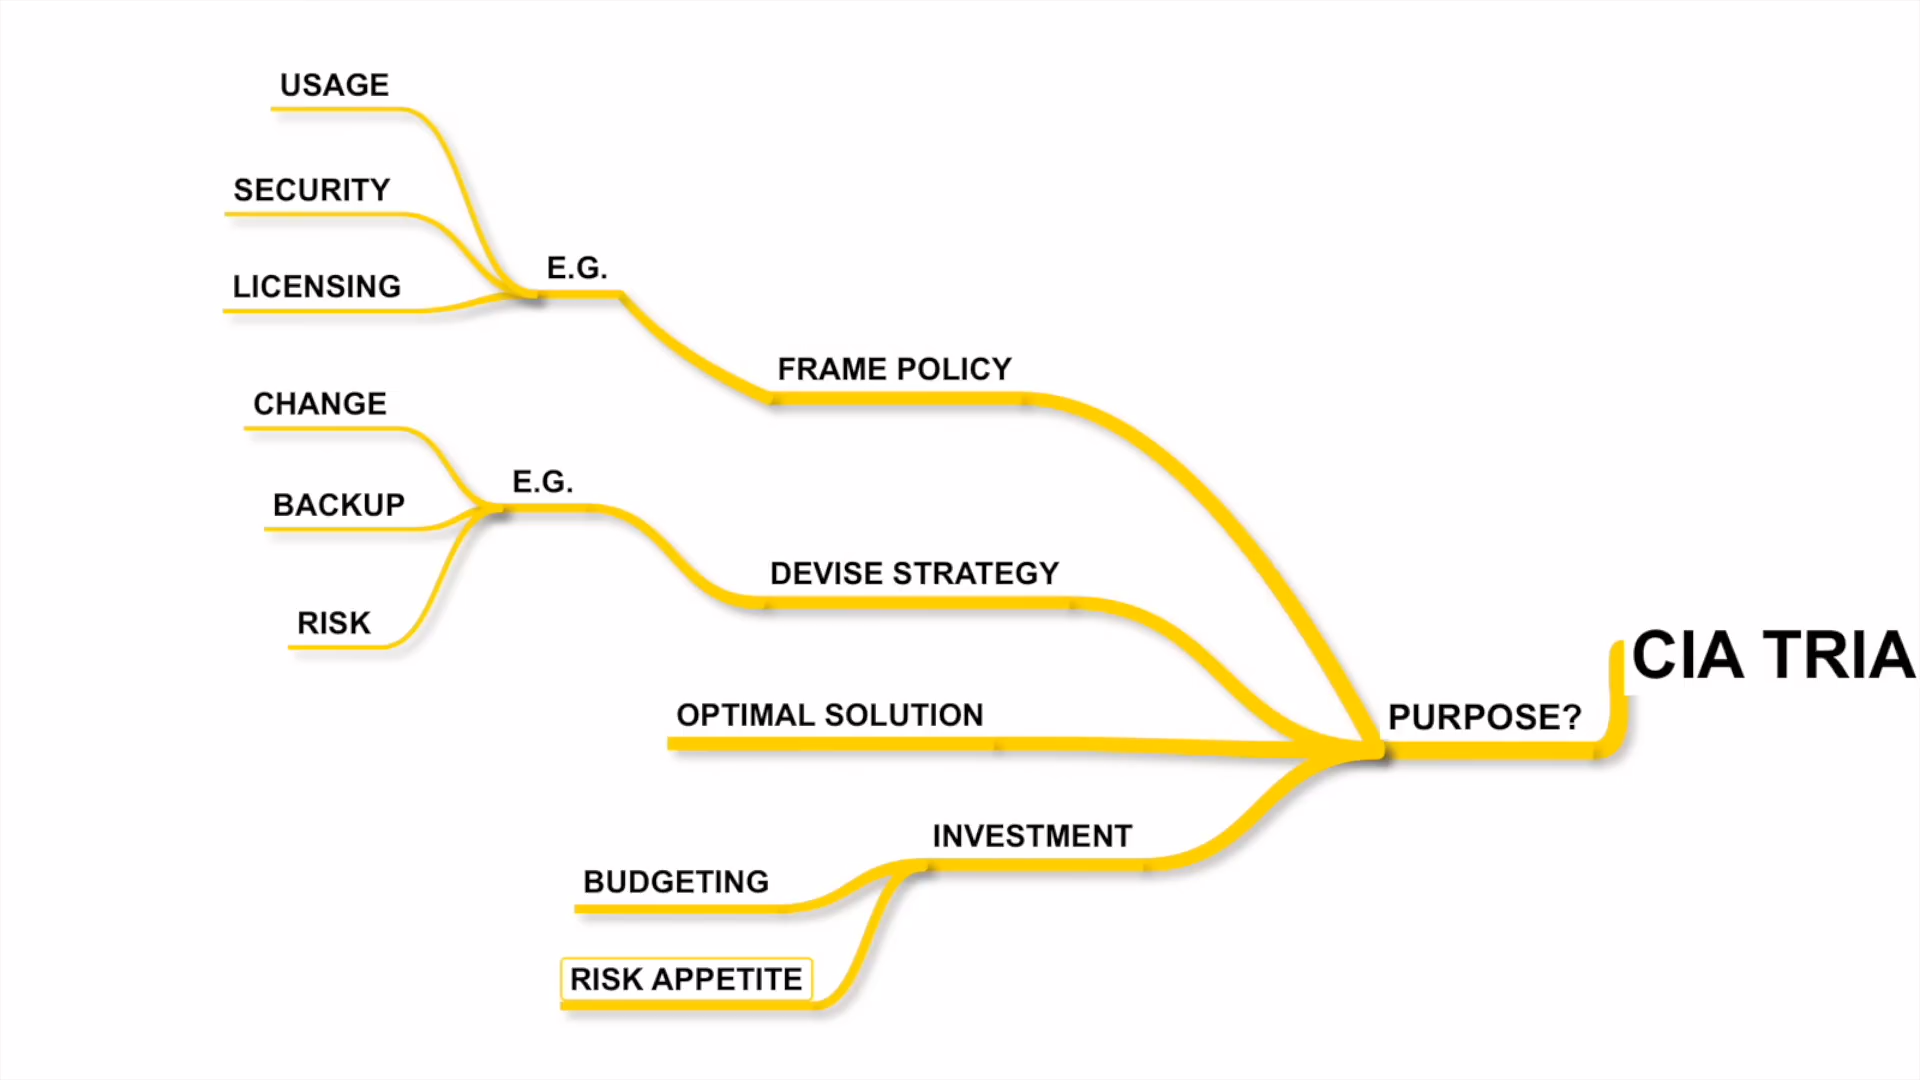 USAGE
SECURITY
LICENSING
E.G.
FRAME POLICY
CHANGE
BACKUP
RISK
E.G.
DEVISE STRATEGY
OPTIMAL SOLUTION
INVESTMENT
BUDGETING
RISK APPETITE
PURPOSE?
CIA TRIA